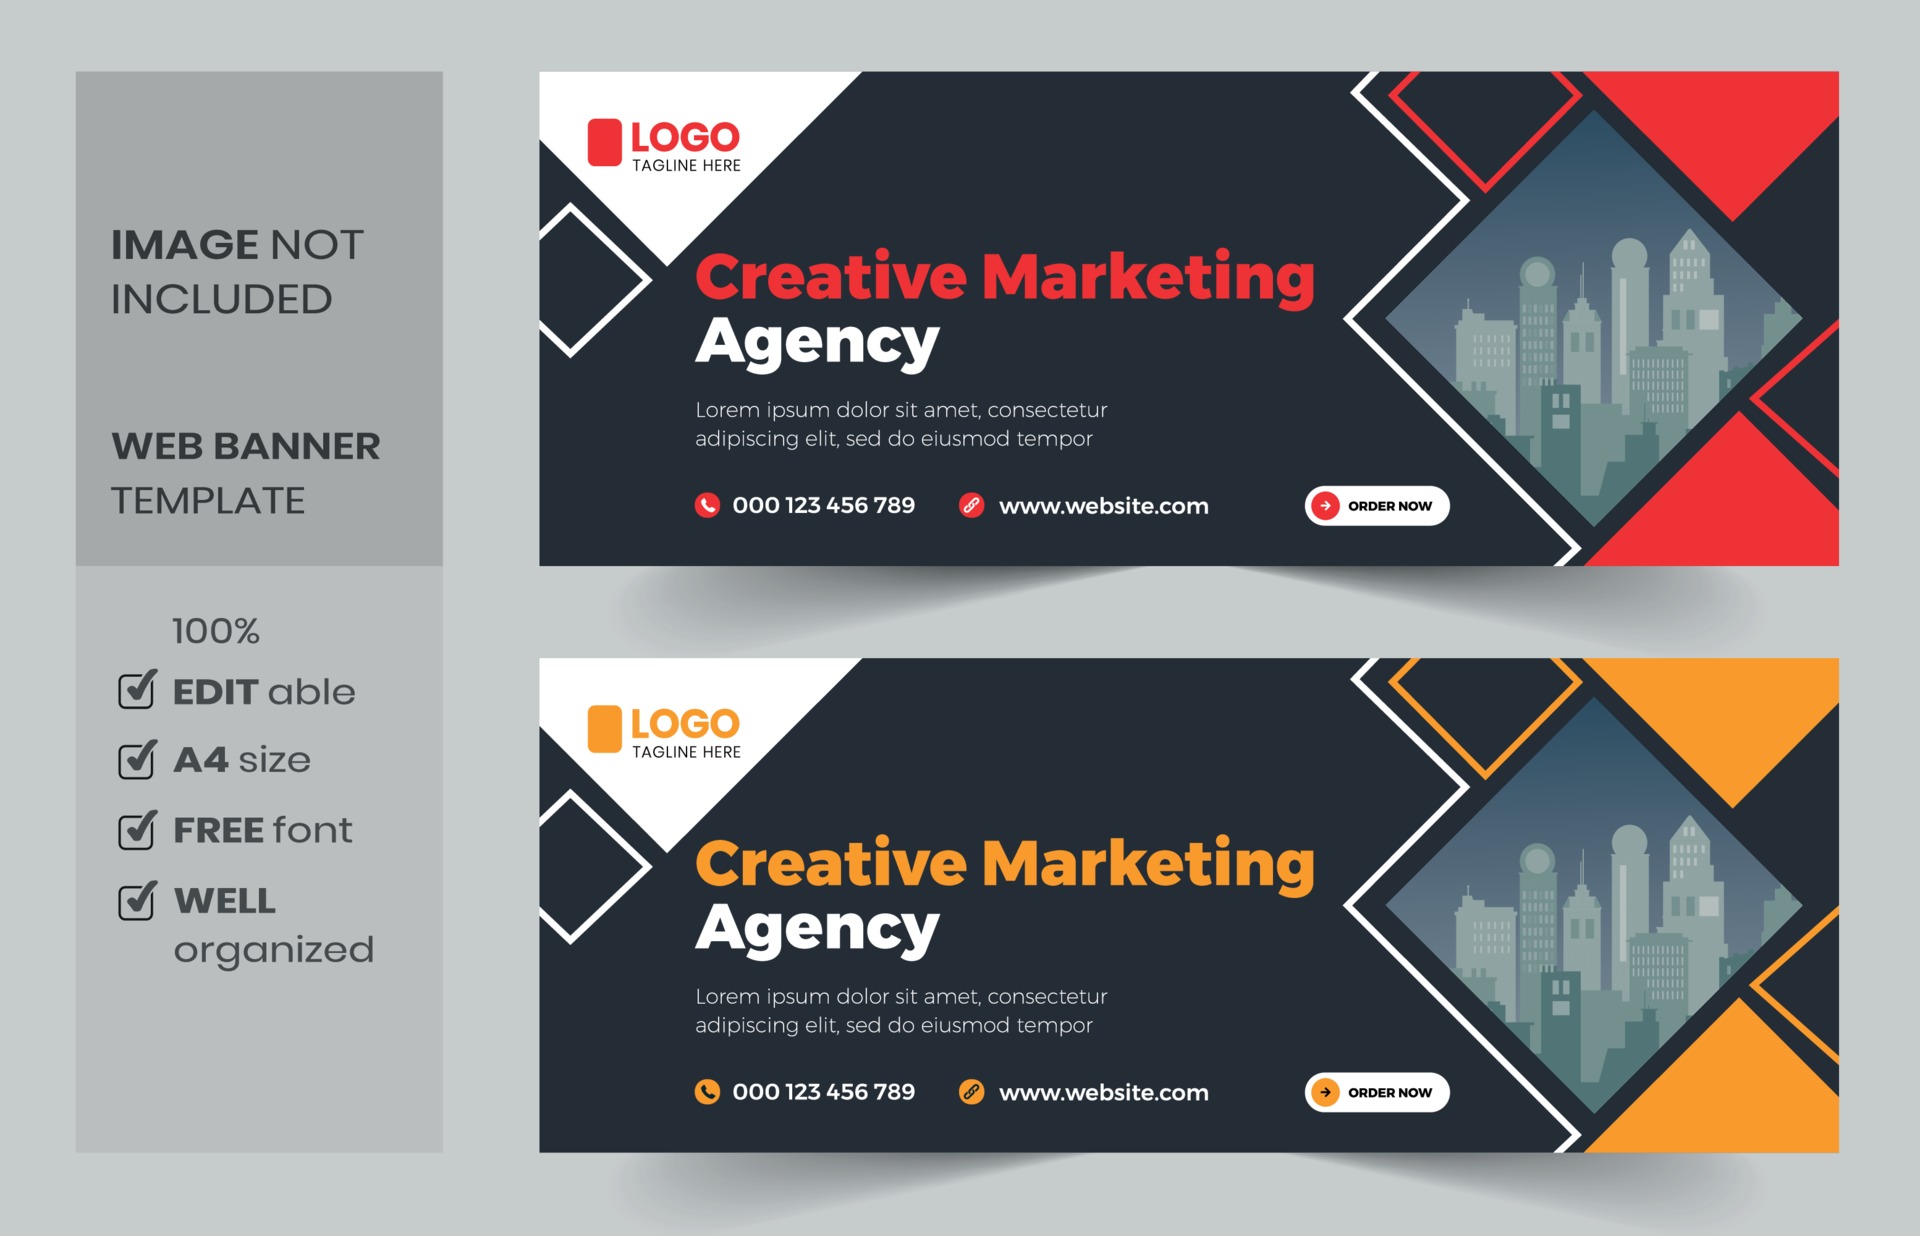 IMAGE NOT
INCLUDED
WEB BANNER
TEMPLATE
100%
EDIT able
A4 size
FREE font
WELL
organized
LOGO
TAGLINE HERE
Creative Marketing
Agency
Lorem ipsum dolor sit amet, consectetur
adipiscing elit, sed do eiusmod tempor
000 123 456 789
www.website.com
ORDER NOW
LOGO
TAGLINE HERE
Creative Marketing
Agency
Lorem ipsum dolor sit amet, consectetur
adipiscing elit, sed do eiusmod tempor
000 123 456 789
www.website.com
ORDER NOW